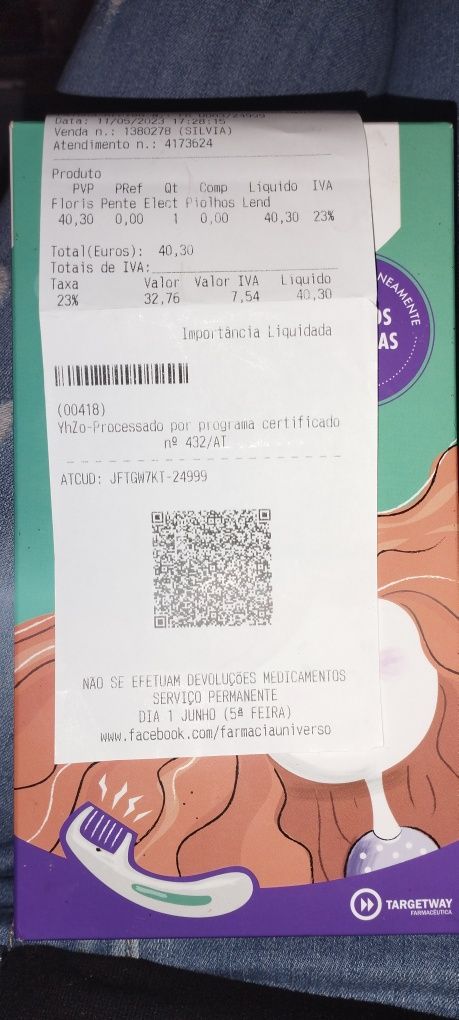 Data: 11/05/2023 17:28:15
Venda n.: 1380278 (SILVIA)
Atendimento n.: 4173624
Produto
PVP PRef Qt Comp Liquido IVA
Floris Pente Elect Piolhos Lend
40,30 0,00 1 0,00 40,30 23%
Total(Euros): 40,30
Totais de IVA:
Taxa Valor Valor IVA Liquido
23% 32,76 7,54 40,30
Importância Liquidada
(00418)
YhZo-Processado por programa certificado
nº 432/AT
ATCUD: JFTGW7KT-24999
NÃO SE EFETUAM DEVOLUÇÕES MEDICAMENTOS
SERVIÇO PERMANENTE
DIA 1 JUNHO (5ª FEIRA)
www.facebook.com/farmaciauniverso
TARGETWAY
FARMACÊUTICA